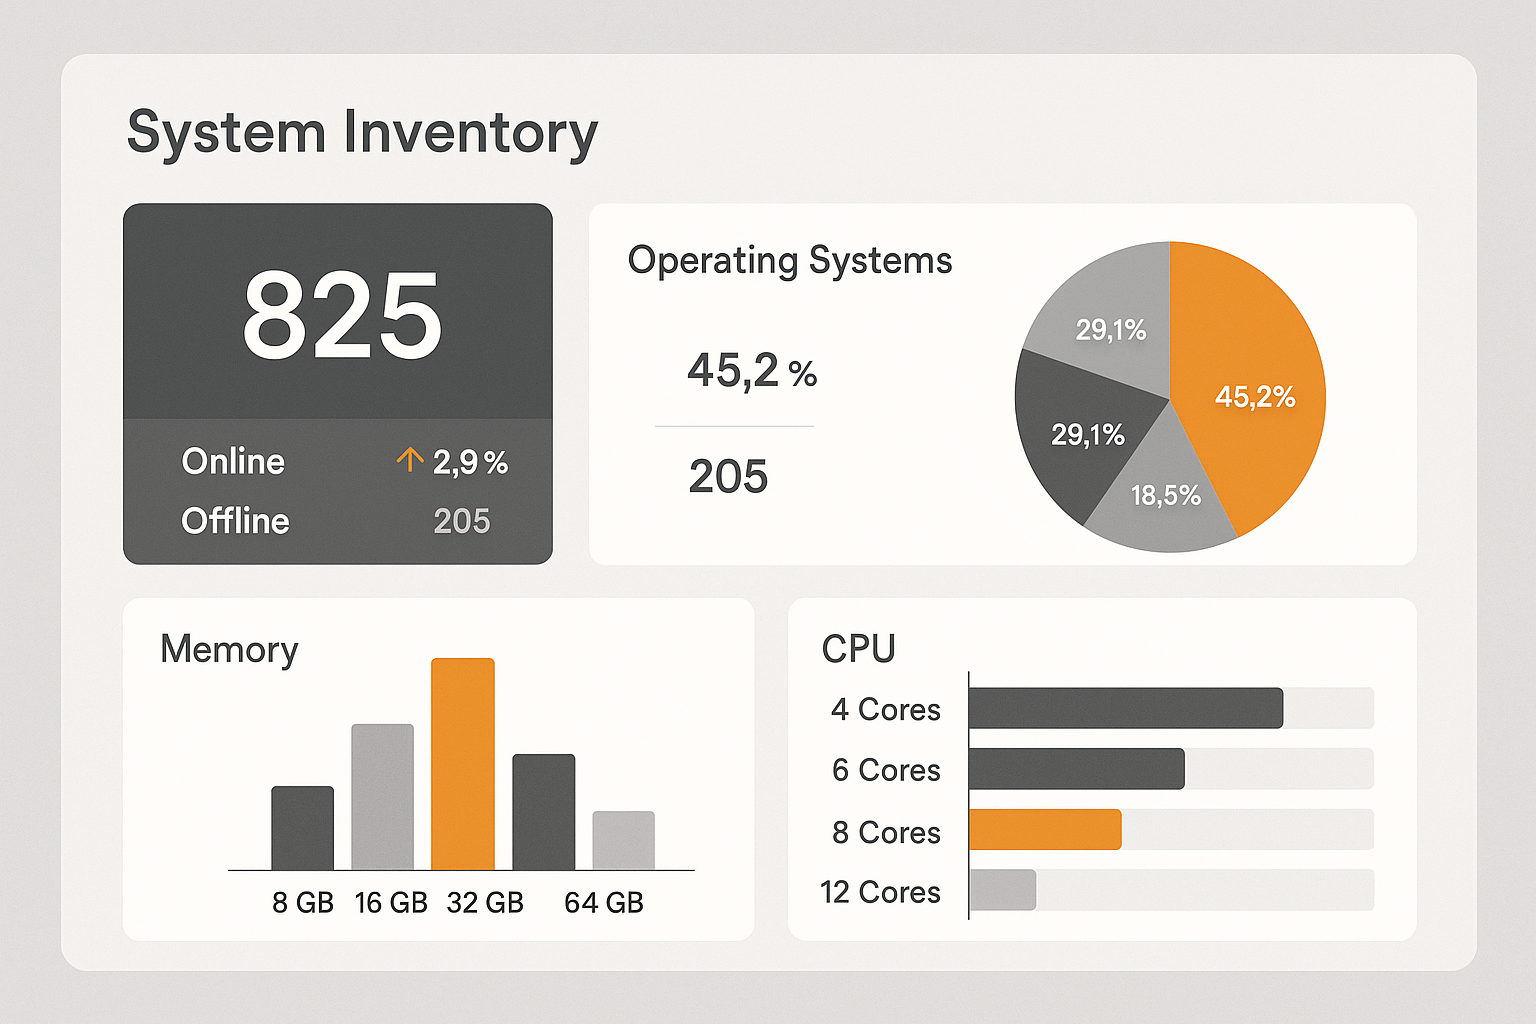 System Inventory
825
Online ↑ 2,9 %
Offline 205
Operating Systems
45,2 %
205
29,1%
45,2%
29,1%
18,5%
Memory
8 GB 16 GB 32 GB 64 GB
CPU
4 Cores
6 Cores
8 Cores
12 Cores